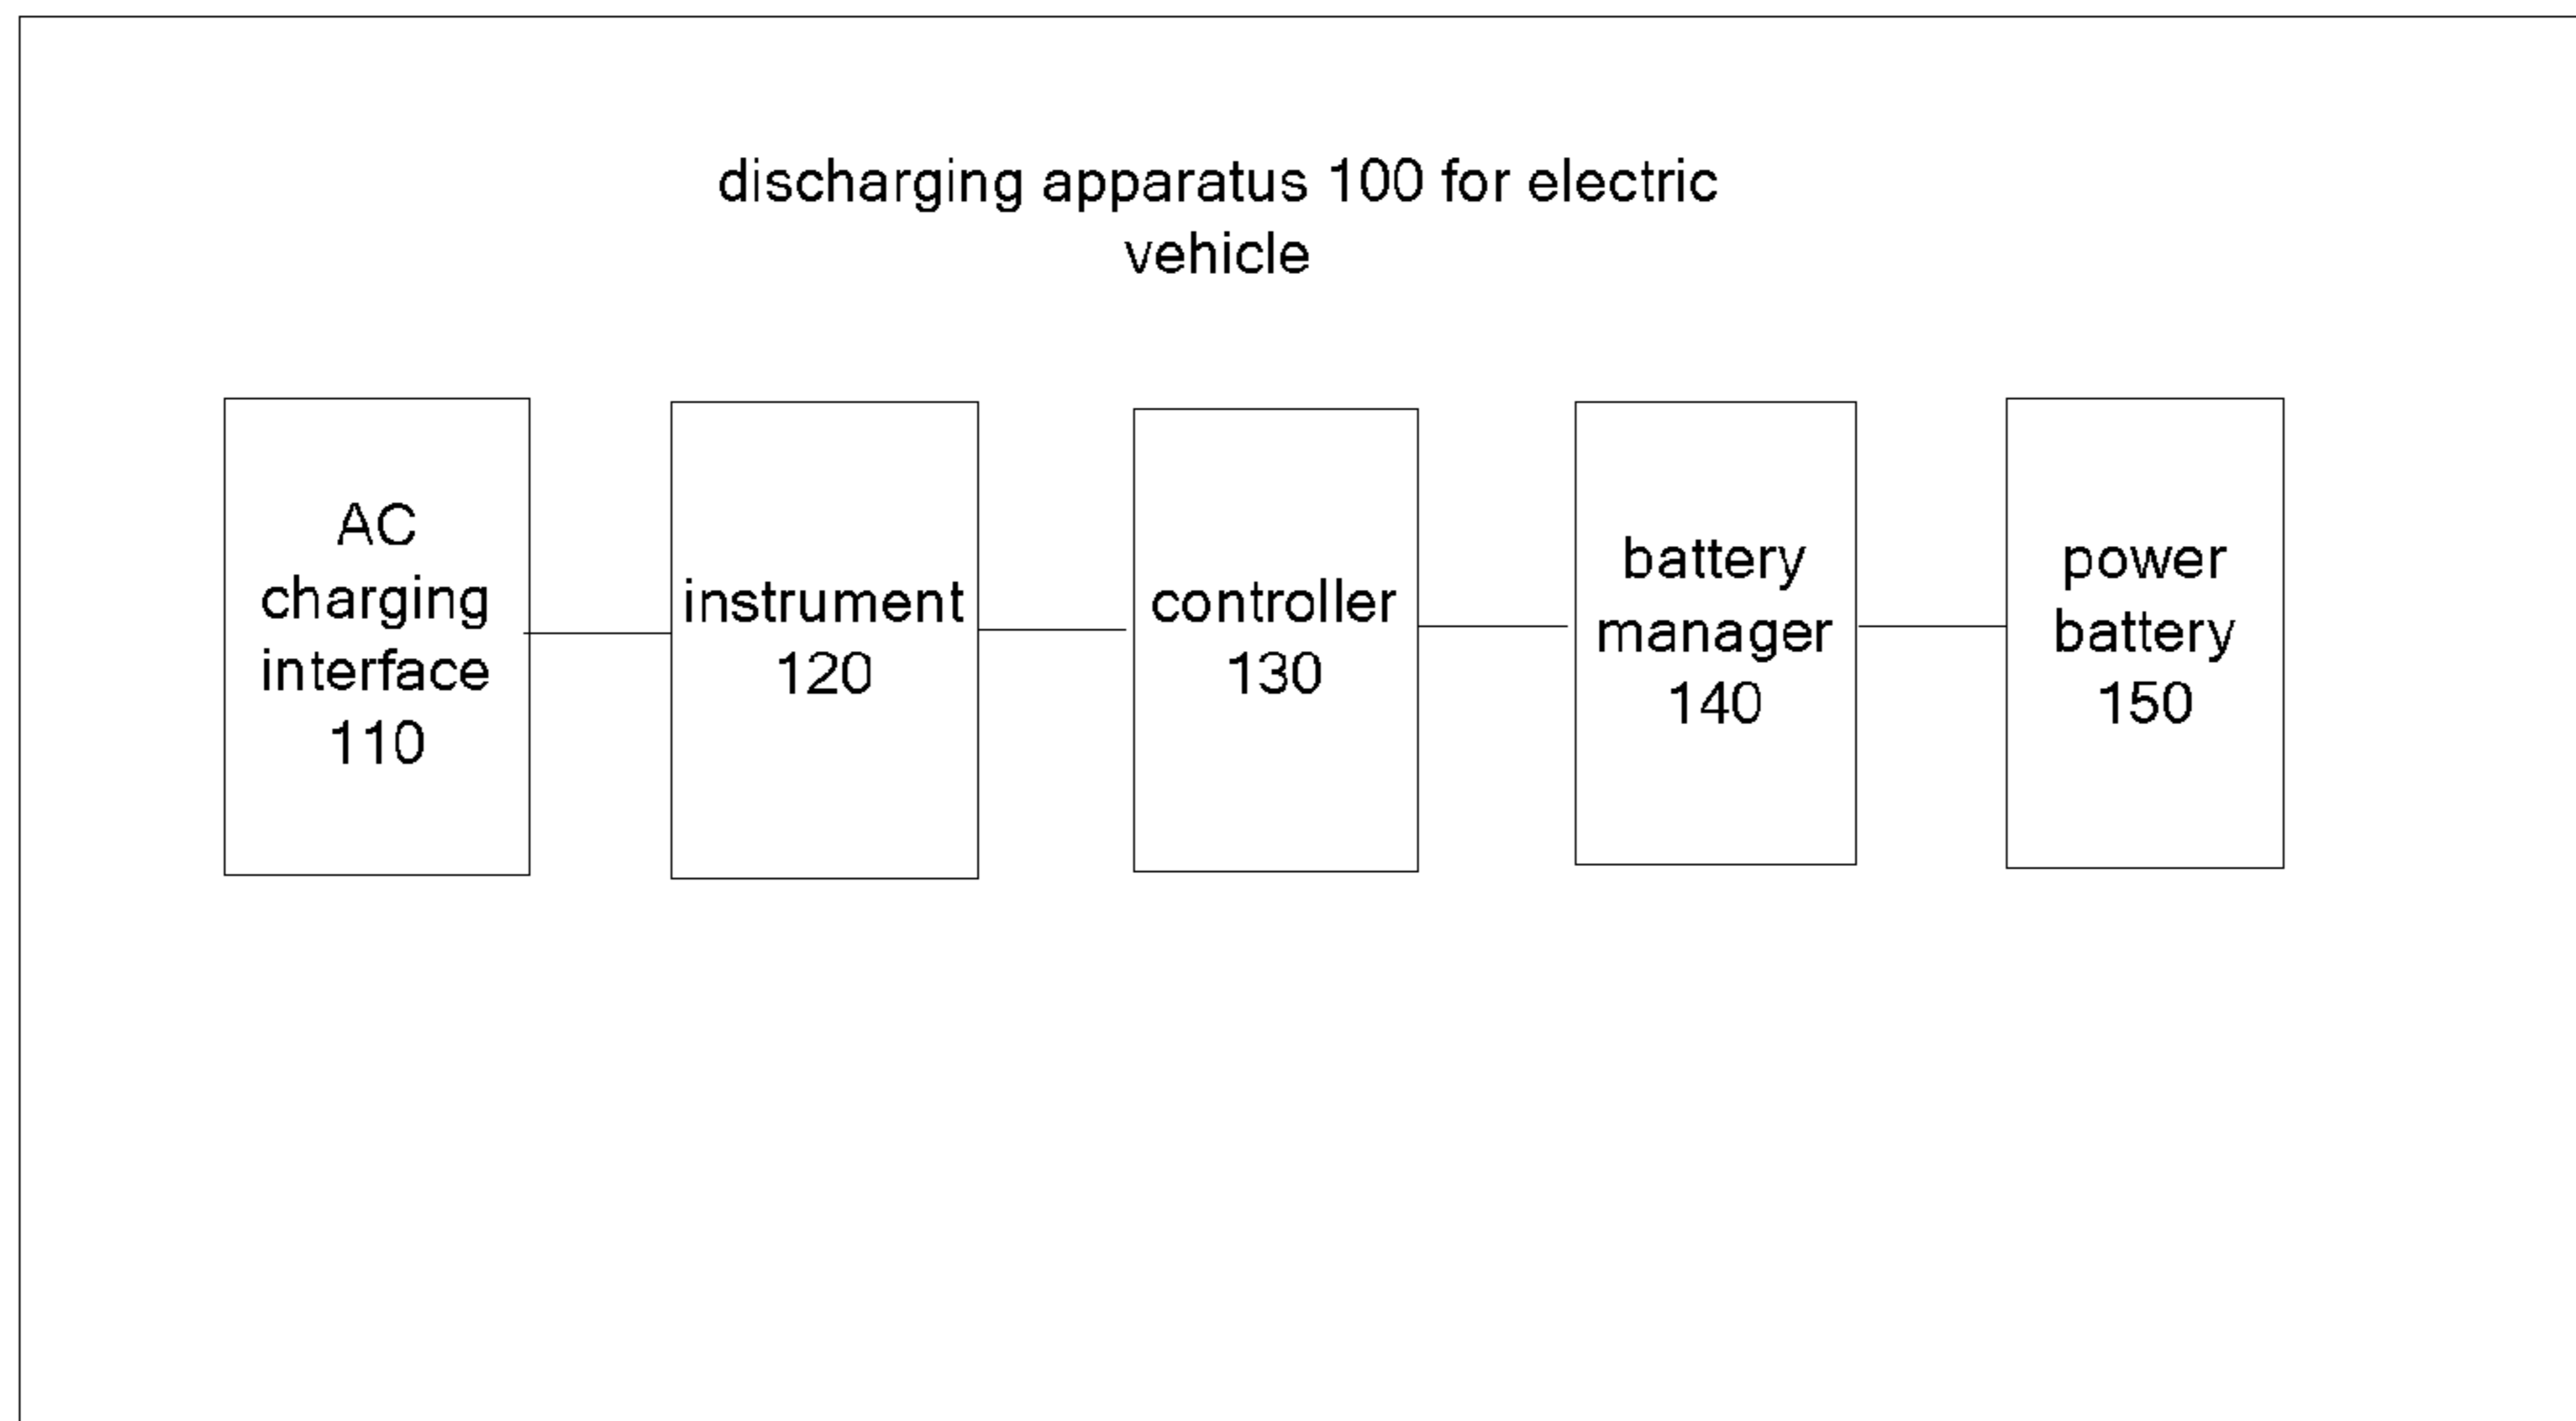 discharging apparatus 100 for electric
vehicle
AC
charging
interface
110
instrument
120
controller
130
battery
manager
140
power
battery
150